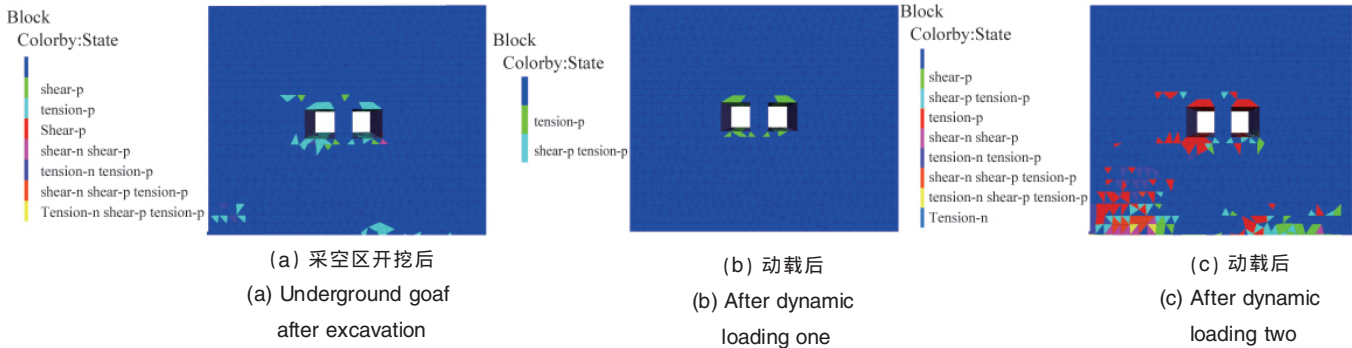 Block
Colorby:State
shear-p
tension-p
Shear-p
shear-n shear-p
tension-n tension-p
shear-n shear-p tension-p
Tension-n shear-p tension-p
(a) 采空区开挖后
(a) Underground goaf
after excavation
Block
Colorby:State
tension-p
shear-p tension-p
(b) 动载后
(b) After dynamic
loading one
Block
Colorby:State
shear-p
shear-p tension-p
tension-p
shear-n shear-p
tension-n tension-p
shear-n shear-p tension-p
tension-n shear-p tension-p
Tension-n
(c) 动载后
(c) After dynamic
loading two